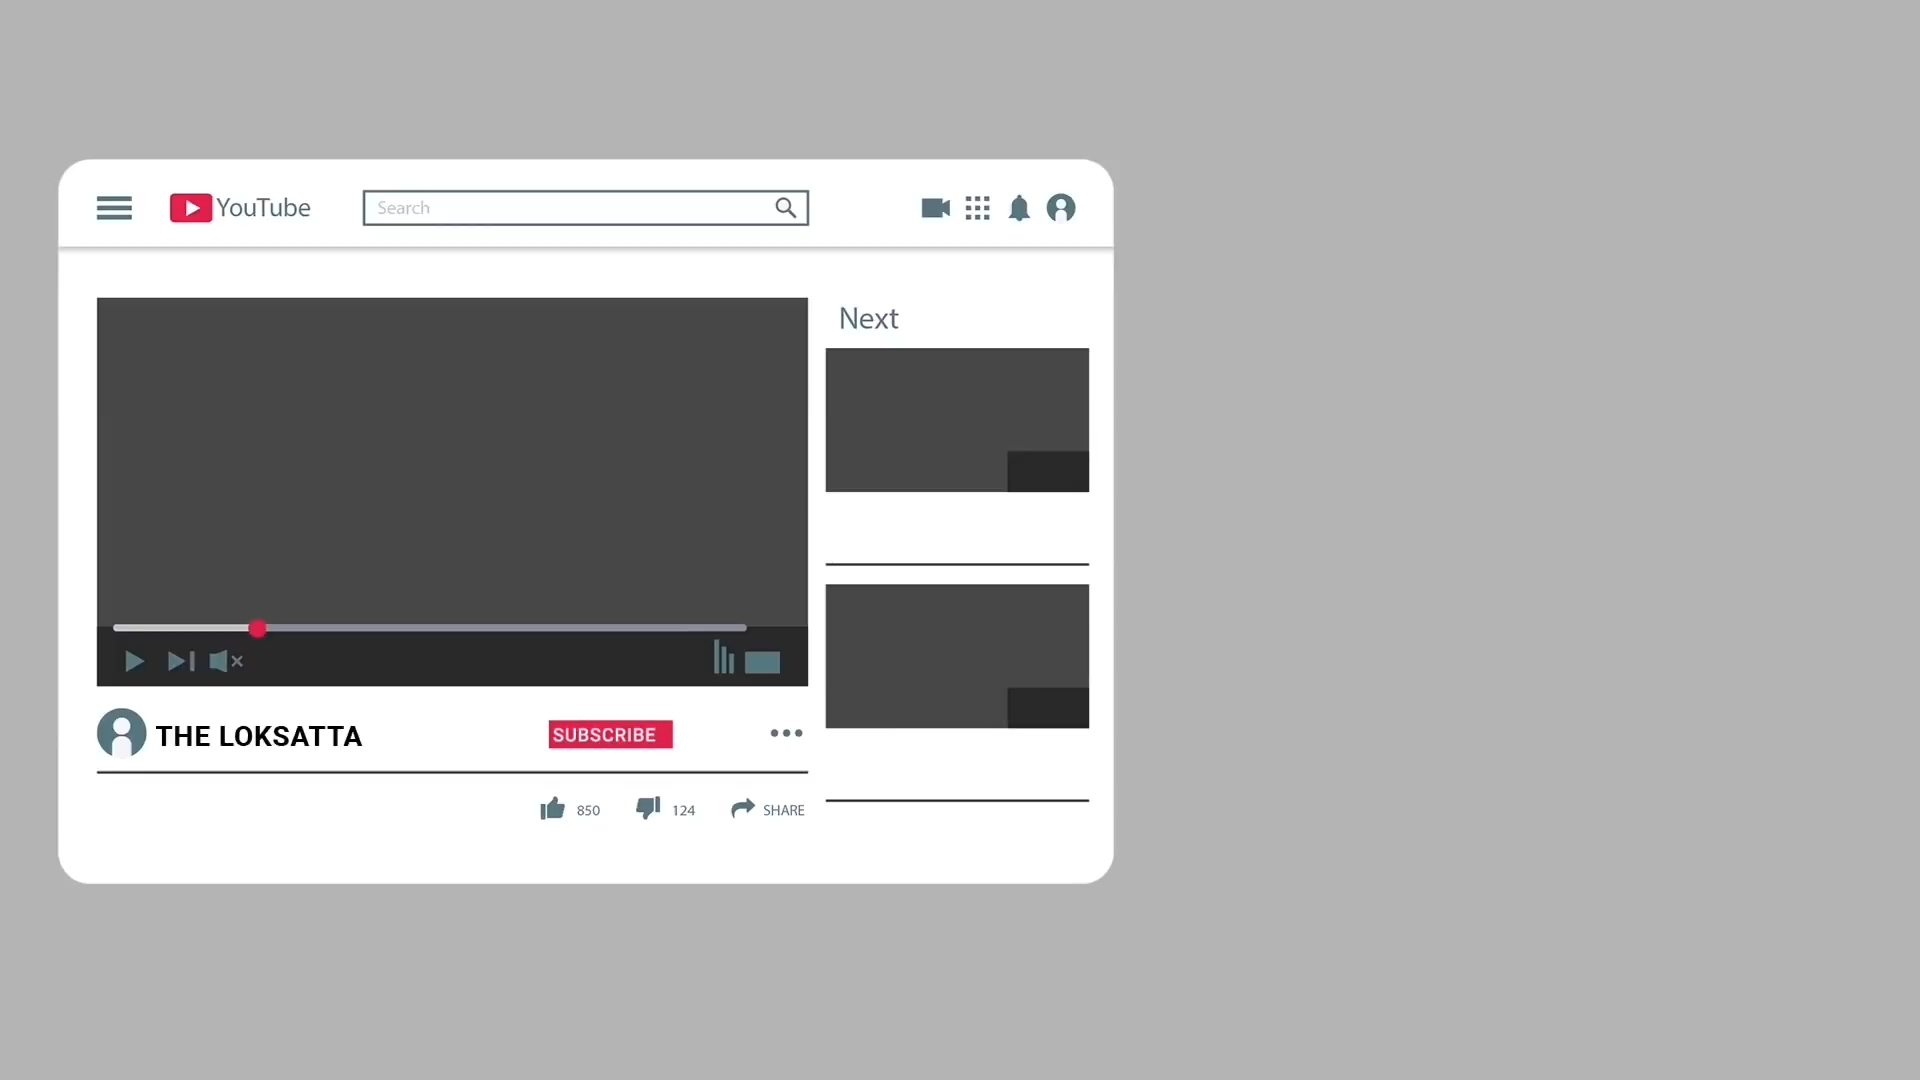 YouTube
Search
Next
THE LOKSATTA
SUBSCRIBE
850
124
SHARE